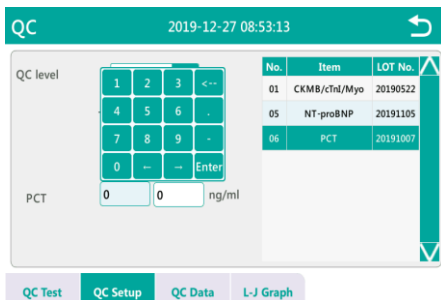 QC 2019-12-27 08:53:13
QC level
1 2 3 <--
4 5 6 .
7 8 9 -
0 ← → Enter
PCT 0 0 ng/ml
No. Item LOT No.
01 CKMB/cTnI/Myo 20190522
05 NT-proBNP 20191105
06 PCT 20191007
QC Test QC Setup QC Data L-J Graph